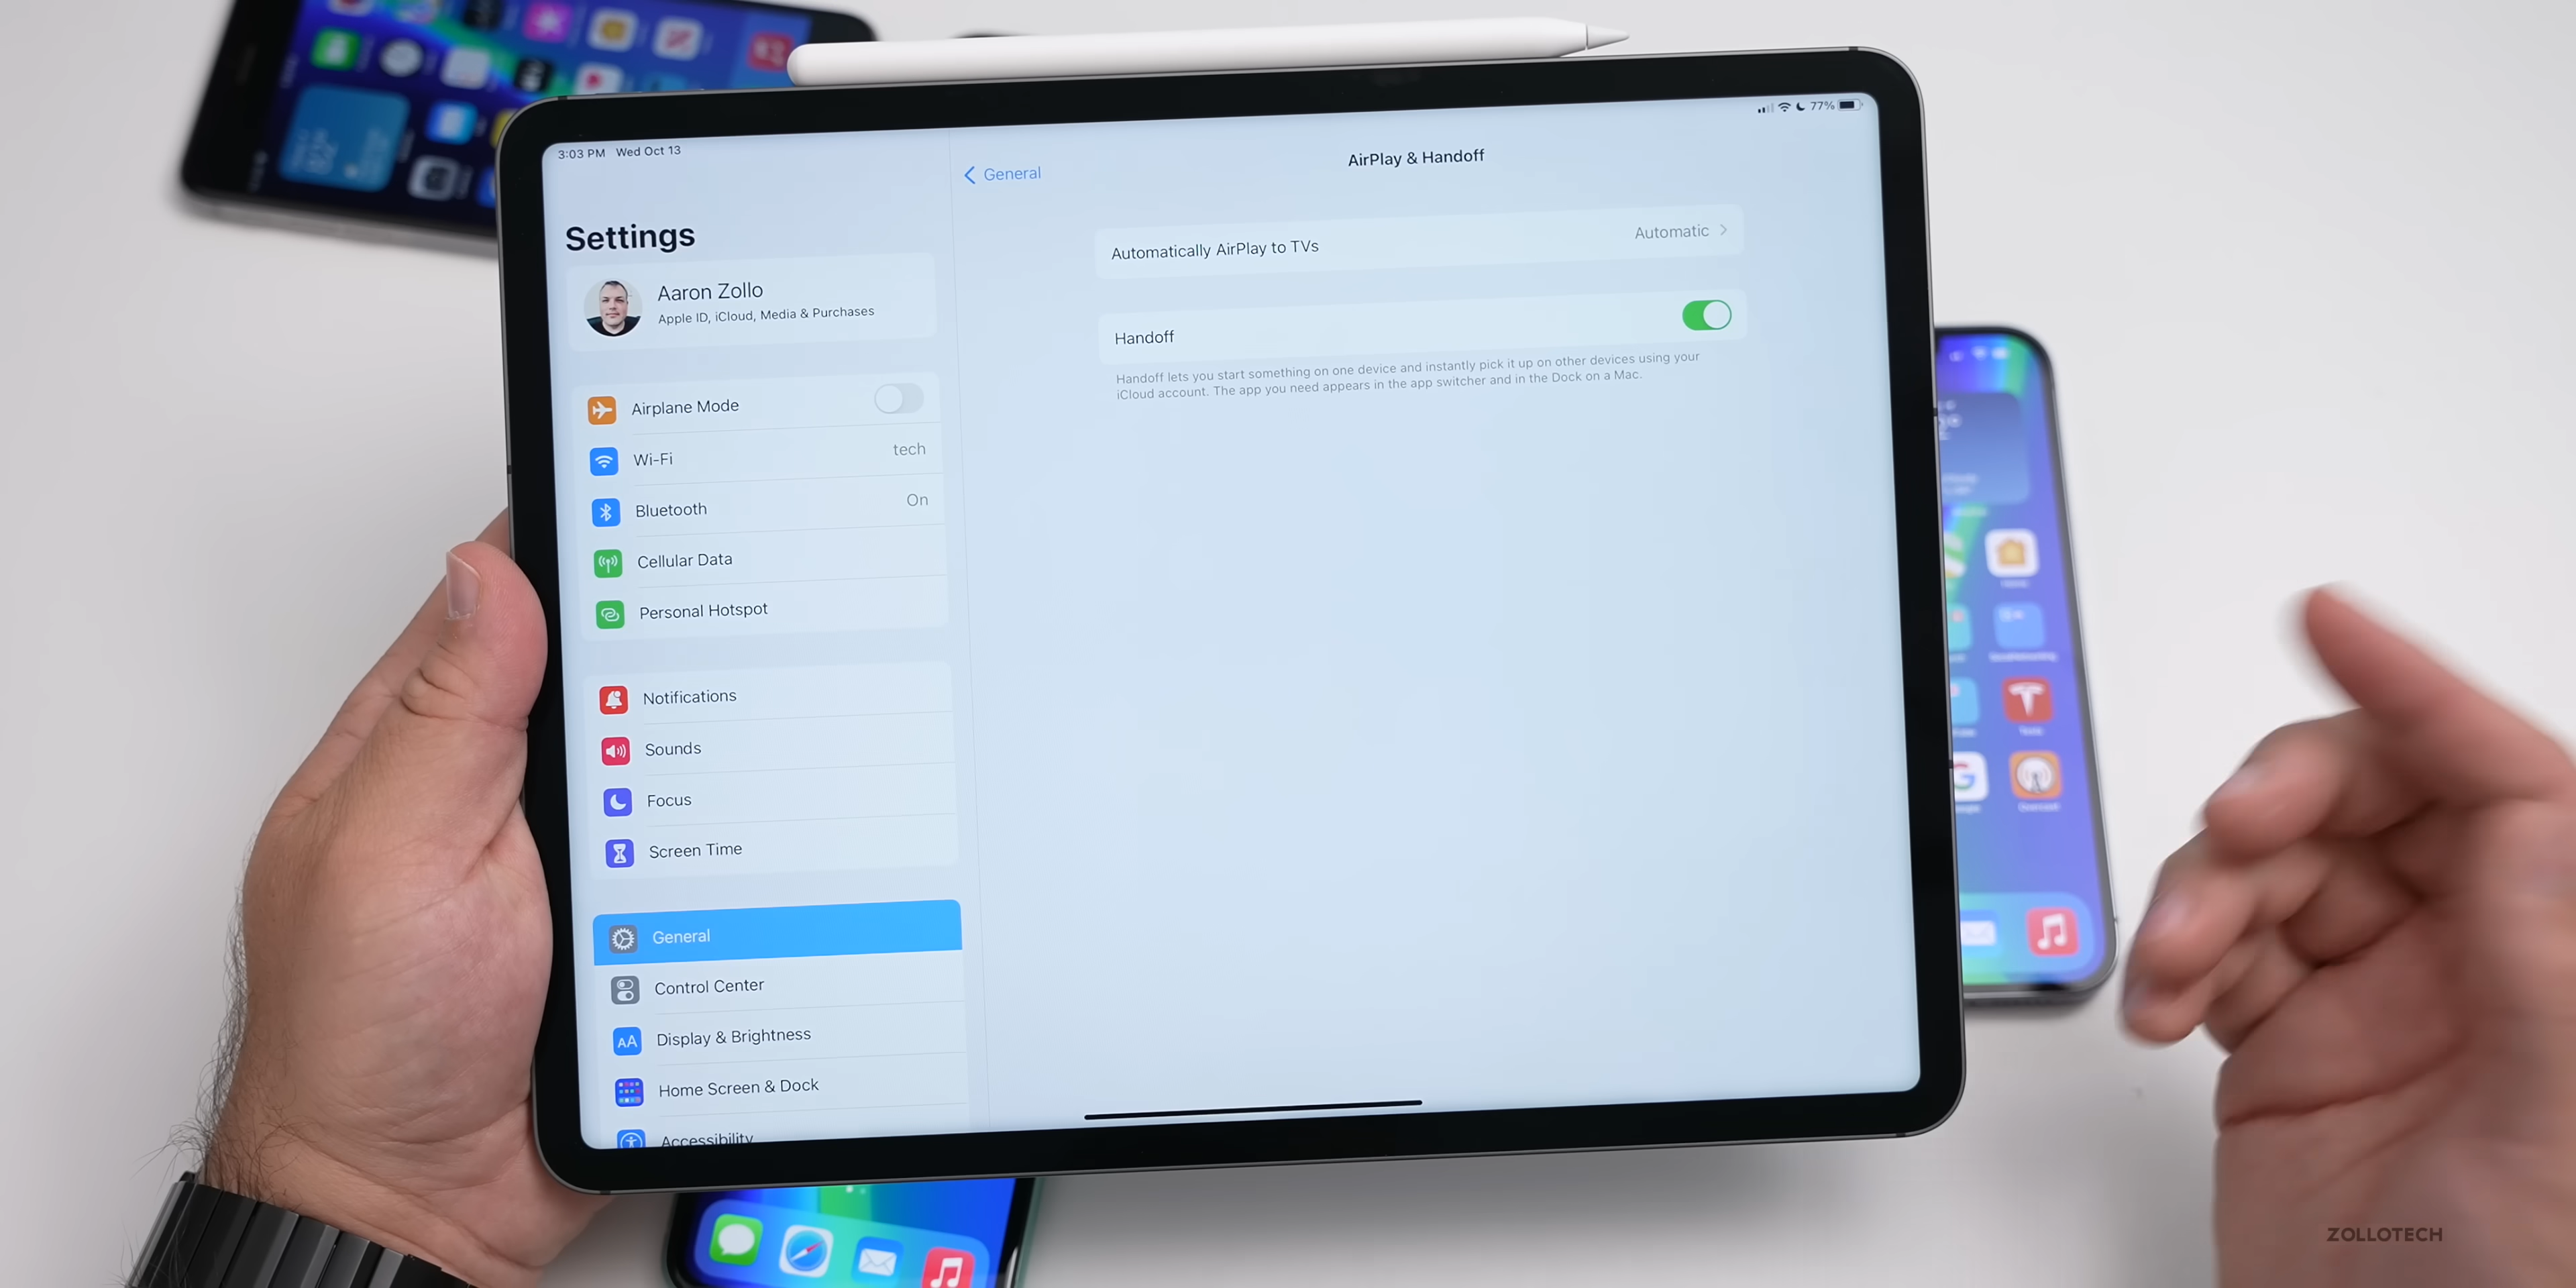 3:03 PM Wed Oct 13
77%
Settings
Aaron Zollo
Apple ID, iCloud, Media & Purchases
Airplane Mode
Wi-Fi tech
Bluetooth On
Cellular Data
Personal Hotspot
Notifications
Sounds
Focus
Screen Time
General
Control Center
AA Display & Brightness
Home Screen & Dock
Accessibility
General
AirPlay & Handoff
Automatically AirPlay to TVs Automatic
Handoff
Handoff lets you start something on one device and instantly pick it up on other devices using your
iCloud account. The app you need appears in the app switcher and in the Dock on a Mac.
ZOLLOTECH